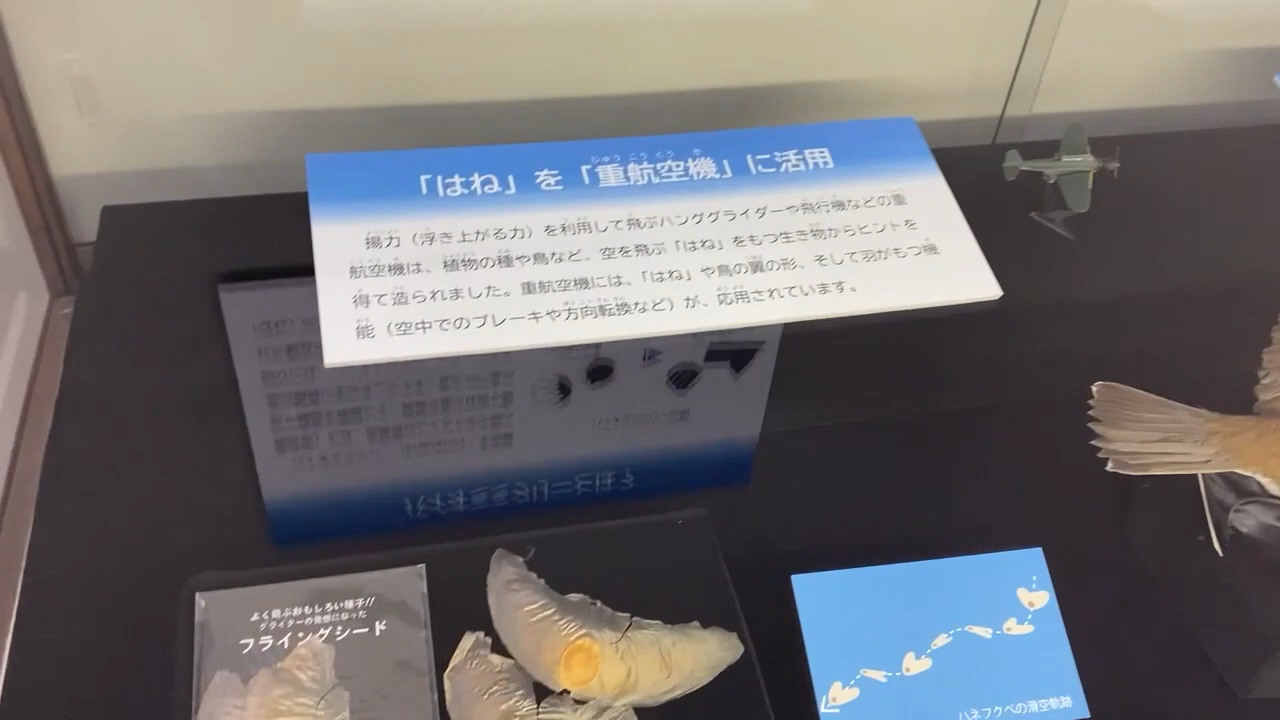 「はね」を「重航空機」に活用
揚力（浮き上がる力）を利用して飛ぶハンググライダーや飛行機などの重
航空機は、植物の種や鳥など、空を飛ぶ「はね」をもつ生き物からヒントを
得て造られました。重航空機には、「はね」や鳥の翼の形、そして羽がもつ機
能（空中でのブレーキや方向転換など）が、応用されています。
よく飛ぶおもしろい種子!!
グライダーの発想になった
フライングシード
ハネフクベの滑空軌跡